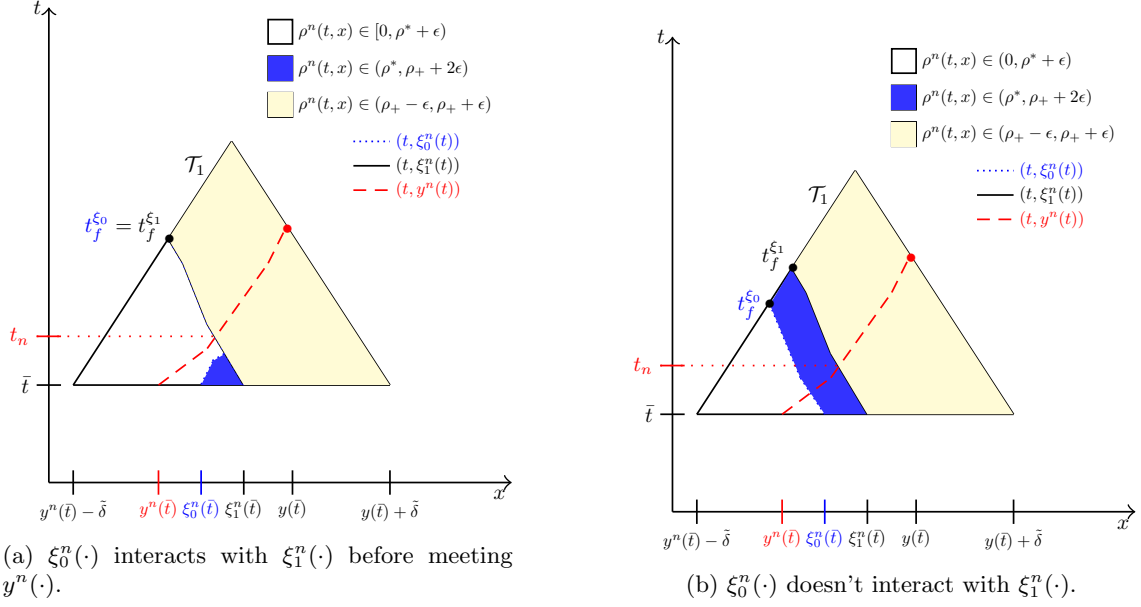 t
ρⁿ(t, x) ∈ [0, ρ* + ϵ)
ρⁿ(t, x) ∈ (ρ*, ρ₊ + 2ϵ)
ρⁿ(t, x) ∈ (ρ₊ − ϵ, ρ₊ + ϵ)
(t, ξ₀ⁿ(t))
(t, ξ₁ⁿ(t))
(t, yⁿ(t))
𝒯₁
t_f^{ξ₀} = t_f^{ξ₁}
tₙ
t̄
x
yⁿ(t̄) − δ̃ yⁿ(t̄) ξ₀ⁿ(t̄) ξ₁ⁿ(t̄) y(t̄) y(t̄) + δ̃
(a) ξ₀ⁿ(·) interacts with ξ₁ⁿ(·) before meeting
yⁿ(·).
t
ρⁿ(t, x) ∈ (0, ρ* + ϵ)
ρⁿ(t, x) ∈ (ρ*, ρ₊ + 2ϵ)
ρⁿ(t, x) ∈ (ρ₊ − ϵ, ρ₊ + ϵ)
(t, ξ₀ⁿ(t))
(t, ξ₁ⁿ(t))
(t, yⁿ(t))
𝒯₁
t_f^{ξ₁}
t_f^{ξ₀}
tₙ
t̄
x
yⁿ(t̄) − δ̃ yⁿ(t̄) ξ₀ⁿ(t̄) ξ₁ⁿ(t̄) y(t̄) y(t̄) + δ̃
(b) ξ₀ⁿ(·) doesn't interact with ξ₁ⁿ(·).